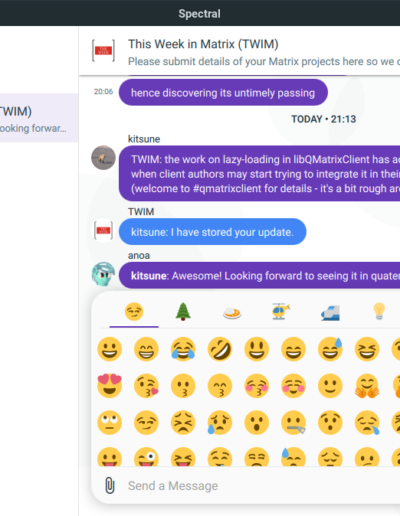 Spectral
This Week in Matrix (TWIM)
Please submit details of your Matrix projects here so we
TWIM)
ooking forwar...
20:06
hence discovering its untimely passing
TODAY • 21:13
kitsune
TWIM: the work on lazy-loading in libQMatrixClient has
when client authors may start trying to integrate it in their
(welcome to #qmatrixclient for details - it's a bit rough
TWIM
kitsune: I have stored your update.
anoa
kitsune: Awesome! Looking forward to seeing it in
Send a Message